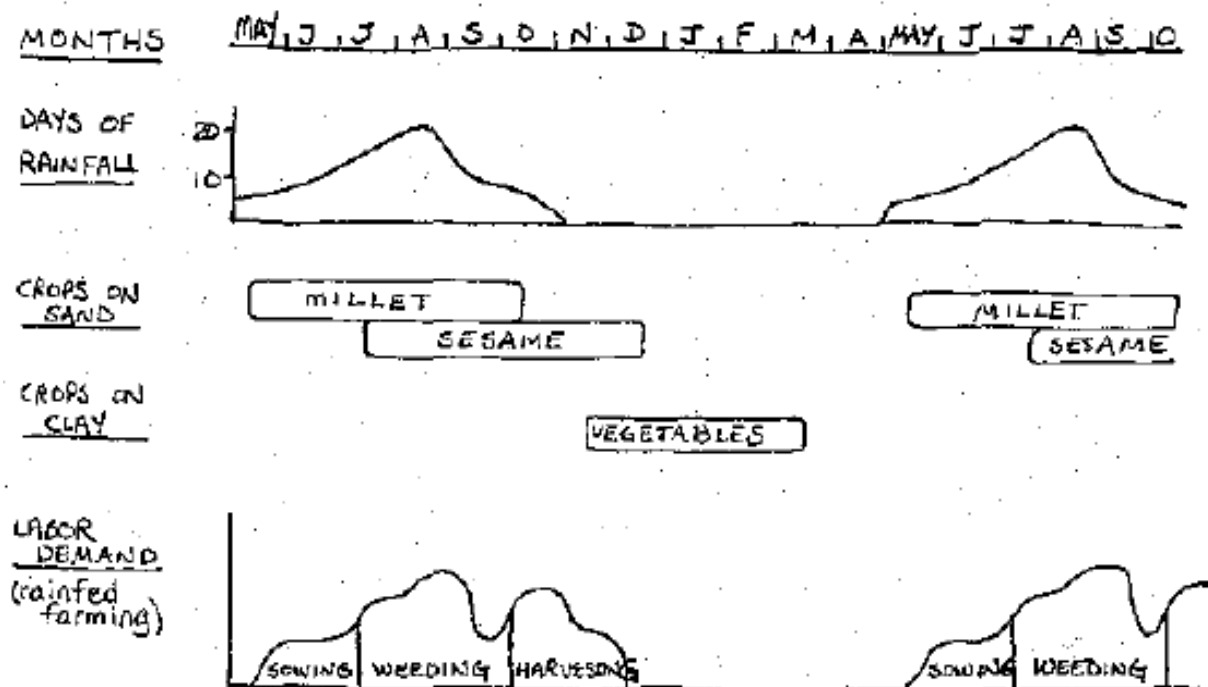 MONTHS MAY J J A S O N D J F M A MAY J J A S O
DAYS OF
RAINFALL
20
10
CROPS ON
SAND
MILLET MILLET
SESAME SESAME
CROPS ON
CLAY
VEGETABLES
LABOR
DEMAND
(rainfed
farming)
SOWING WEEDING HARVESONG SOWING WEEDING